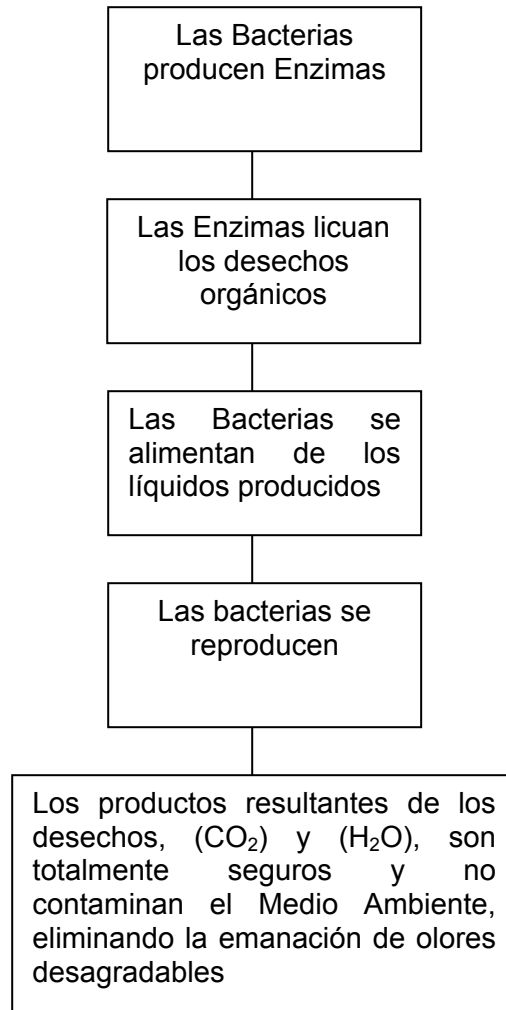 Las Bacterias
producen Enzimas
Las Enzimas licuan
los desechos
orgánicos
Las Bacterias se
alimentan de los
líquidos producidos
Las bacterias se
reproducen
Los productos resultantes de los
desechos, (CO₂) y (H₂O), son
totalmente seguros y no
contaminan el Medio Ambiente,
eliminando la emanación de olores
desagradables